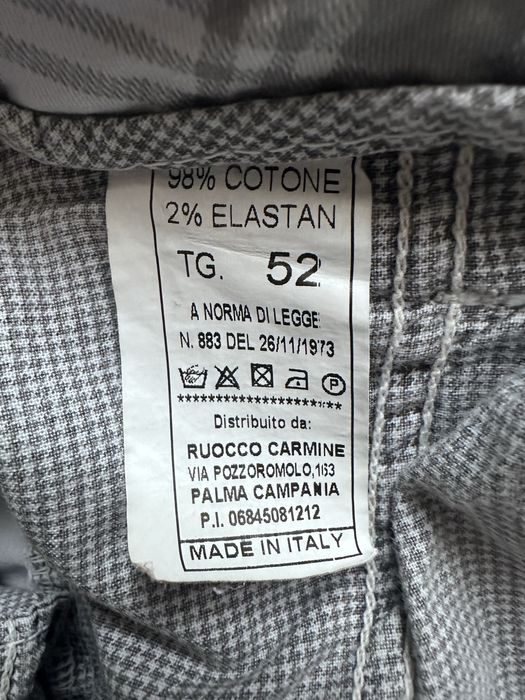 98% COTONE
2% ELASTAN
TG. 52
A NORMA DI LEGGE
N. 883 DEL 26/11/1973
P
********************
Distribuito da:
RUOCCO CARMINE
VIA POZZOROMOLO,163
PALMA CAMPANIA
P.I. 06845081212
MADE IN ITALY